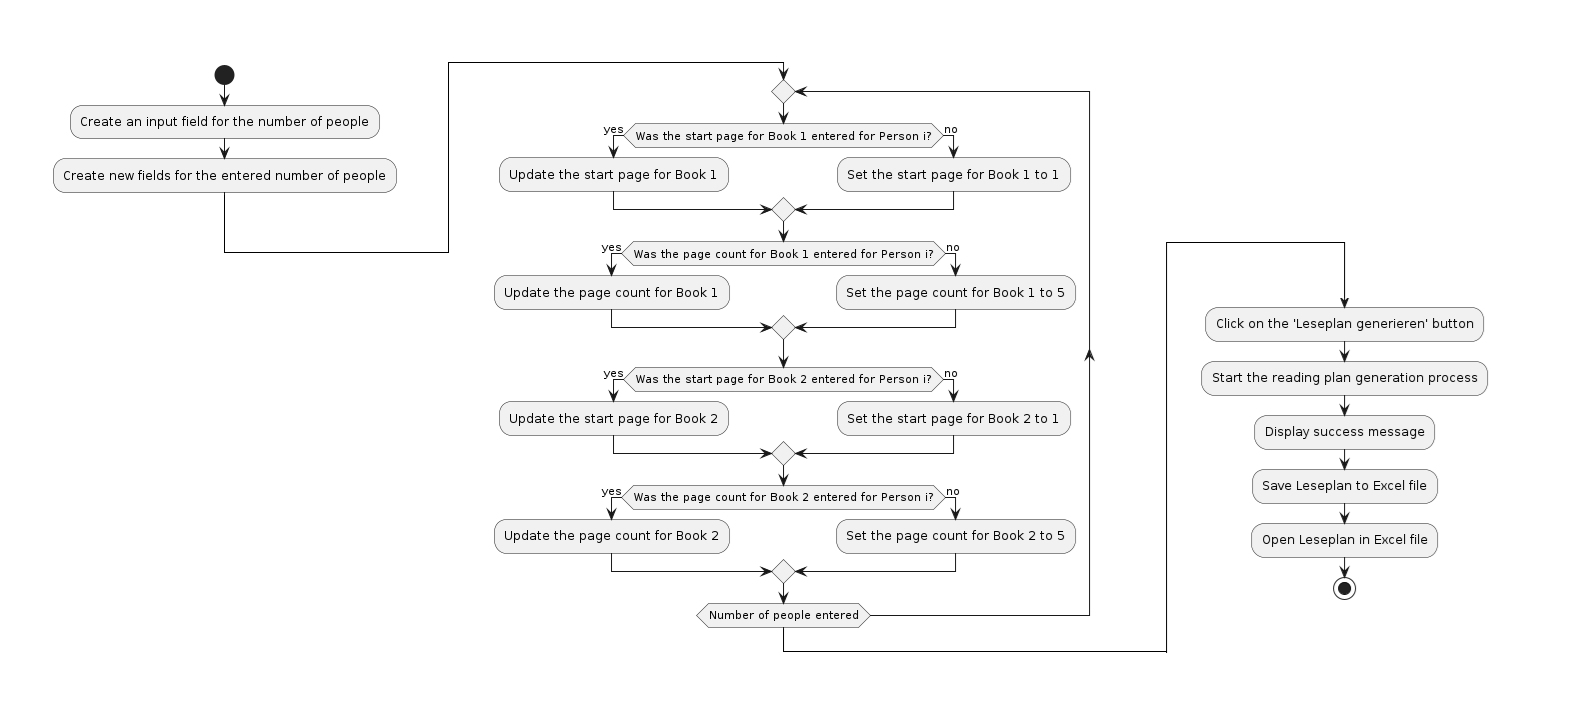 Create an input field for the number of people
Create new fields for the entered number of people
Was the start page for Book 1 entered for Person i?
yes
no
Update the start page for Book 1
Set the start page for Book 1 to 1
Was the page count for Book 1 entered for Person i?
yes
no
Update the page count for Book 1
Set the page count for Book 1 to 5
Was the start page for Book 2 entered for Person i?
yes
no
Update the start page for Book 2
Set the start page for Book 2 to 1
Was the page count for Book 2 entered for Person i?
yes
no
Update the page count for Book 2
Set the page count for Book 2 to 5
Number of people entered
Click on the 'Leseplan generieren' button
Start the reading plan generation process
Display success message
Save Leseplan to Excel file
Open Leseplan in Excel file